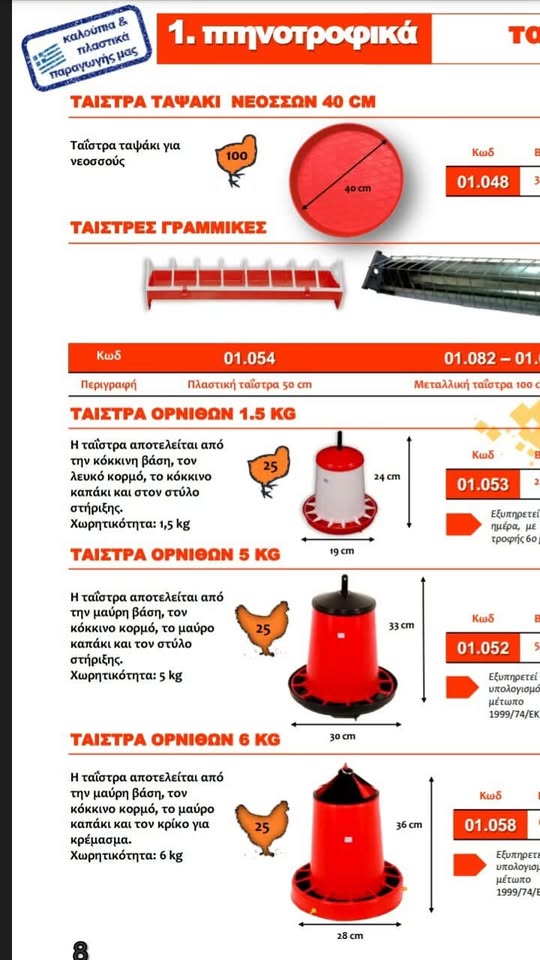 καλούπια &
πλαστικά
παραγωγής μας
1. πτηνοτροφικά
ΤΑΙΣΤΡΑ ΤΑΨΑΚΙ ΝΕΟΣΣΩΝ 40 CM
Ταΐστρα ταψάκι για
νεοσσούς
100
40 cm
Κωδ
01.048
ΤΑΙΣΤΡΕΣ ΓΡΑΜΜΙΚΕΣ
Κωδ 01.054 01.082 – 01.
Περιγραφή Πλαστική ταΐστρα 50 cm Μεταλλική ταΐστρα 100 c
ΤΑΙΣΤΡΑ ΟΡΝΙΘΩΝ 1.5 KG
Η ταΐστρα αποτελείται από
την κόκκινη βάση, τον
λευκό κορμό, το κόκκινο
καπάκι και στον στύλο
στήριξης.
Χωρητικότητα: 1,5 kg
25
24 cm
19 cm
Κωδ
01.053
Εξυπηρετεί
ημέρα, με
τροφής 60
ΤΑΙΣΤΡΑ ΟΡΝΙΘΩΝ 5 KG
Η ταΐστρα αποτελείται από
την μαύρη βάση, τον
κόκκινο κορμό, το μαύρο
καπάκι και τον στύλο
στήριξης.
Χωρητικότητα: 5 kg
25
33 cm
30 cm
Κωδ
01.052
Εξυπηρετεί
υπολογισμό
μέτωπο
1999/74/ΕΚ
ΤΑΙΣΤΡΑ ΟΡΝΙΘΩΝ 6 KG
Η ταΐστρα αποτελείται από
την μαύρη βάση, τον
κόκκινο κορμό, το μαύρο
καπάκι και τον κρίκο για
κρέμασμα.
Χωρητικότητα: 6 kg
25
36 cm
28 cm
Κωδ
01.058
Εξυπηρετε
υπολογισμ
μέτωπο
1999/74/Ε
8